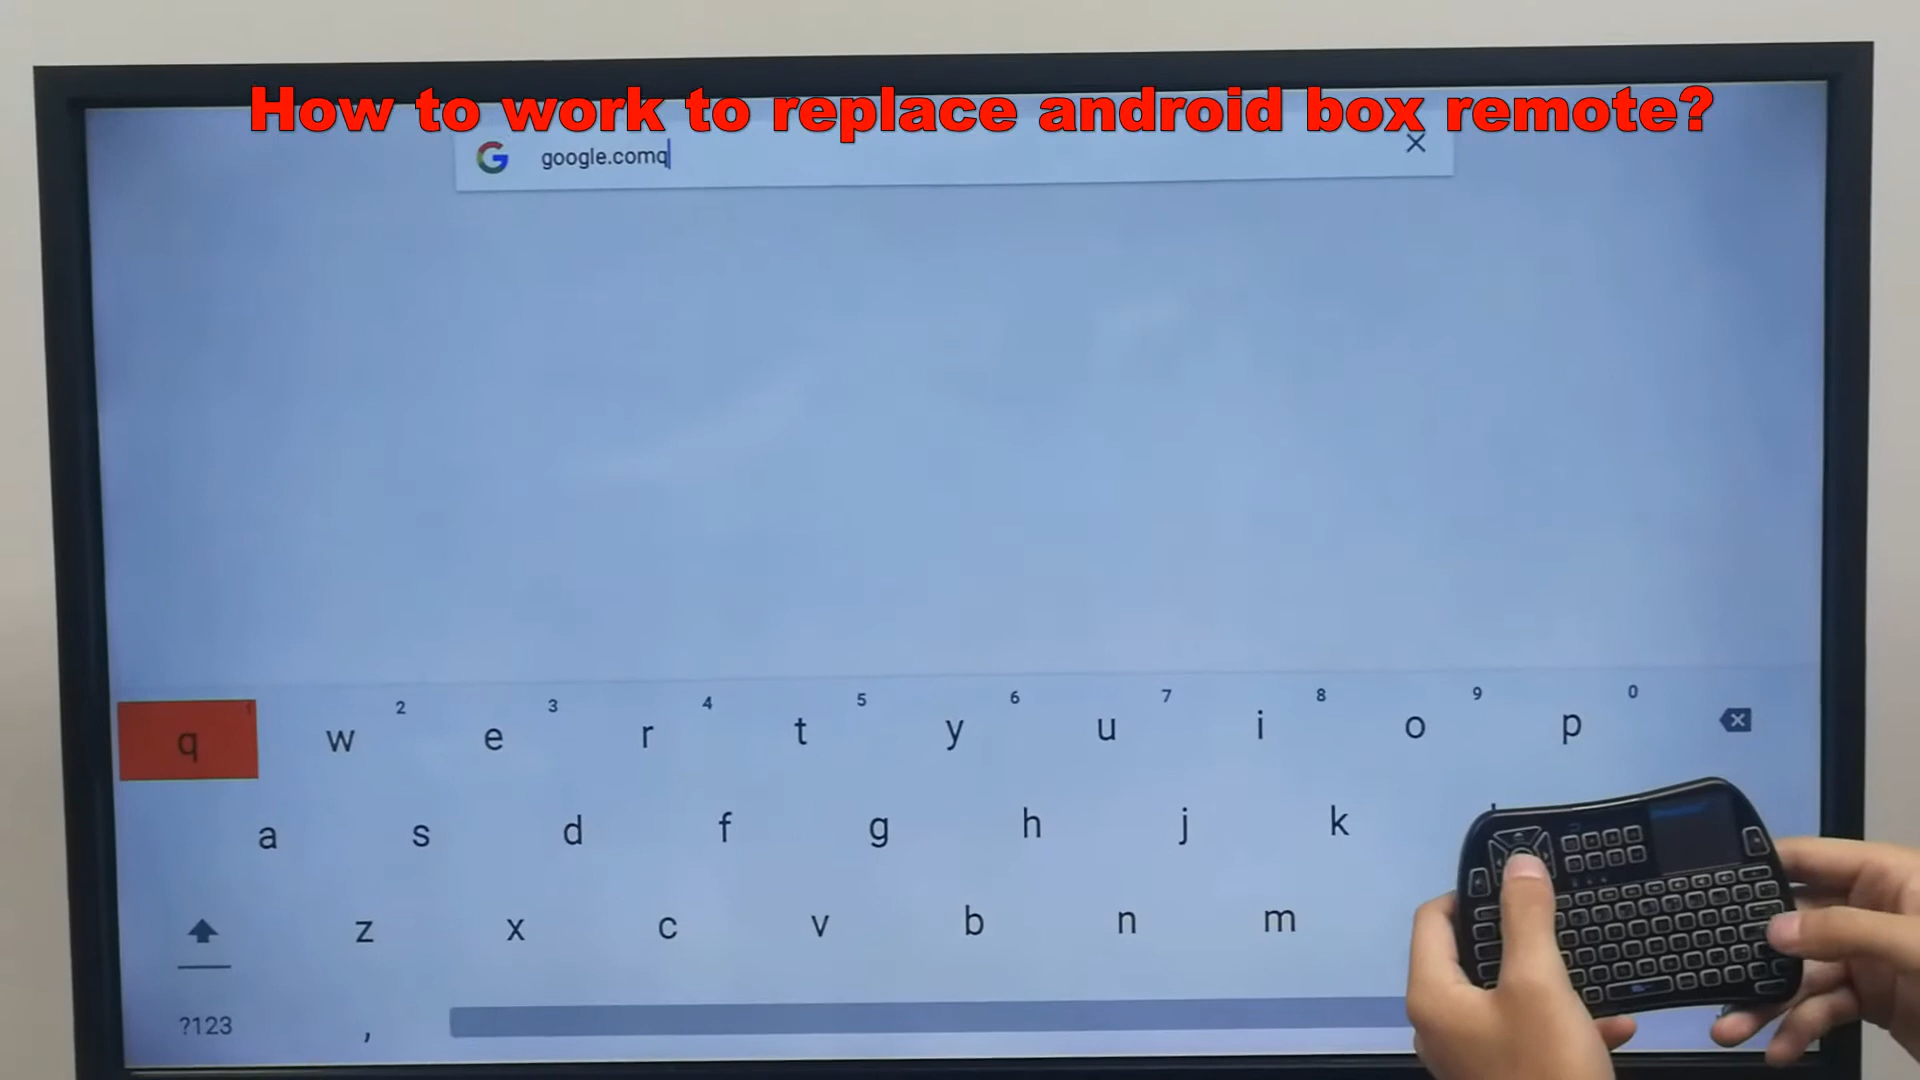 How to work to replace android box remote?
google.comq
q 1 w 2 e 3 r 4 t 5 y 6 u 7 i 8 o 9 p 0
a s d f g h j k
z x c v b n m
?123 ,